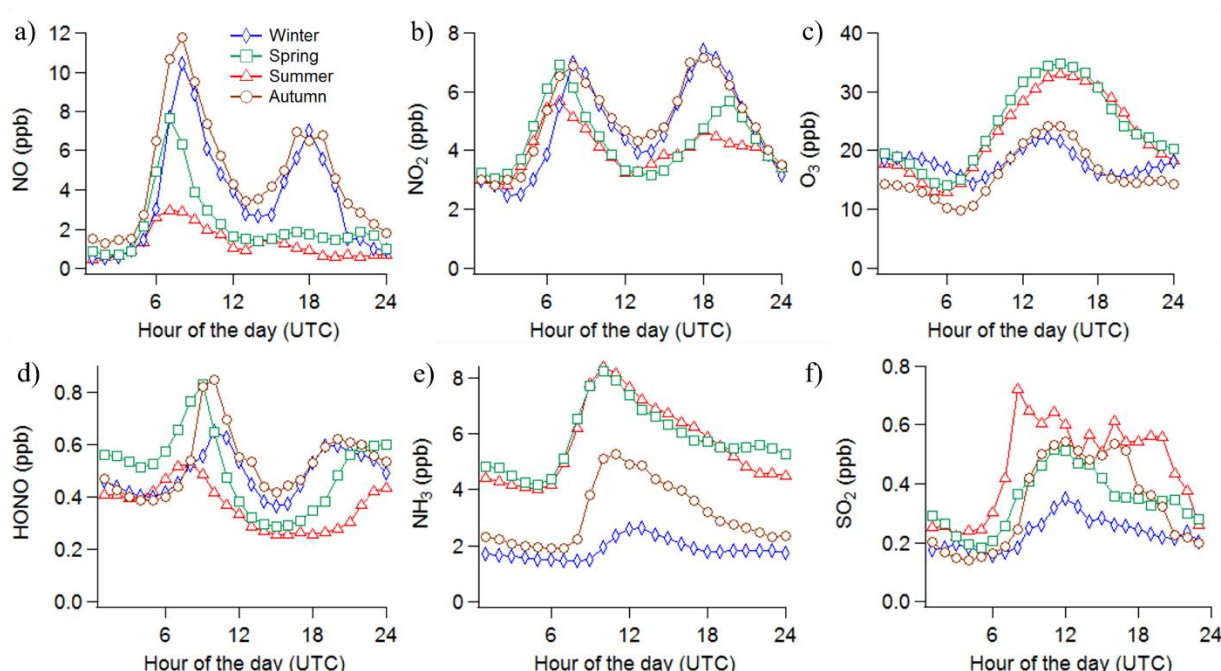 a)
12
10
8
6
4
2
0
NO (ppb)
6
12
18
24
Hour of the day (UTC)
Winter
Spring
Summer
Autumn
b)
8
6
4
2
0
NO2 (ppb)
6
12
18
24
Hour of the day (UTC)
c)
40
30
20
10
0
O3 (ppb)
6
12
18
24
Hour of the day (UTC)
d)
0.8
0.6
0.4
0.2
0.0
HONO (ppb)
6
12
18
24
Hour of the day (UTC)
e)
8
6
4
2
0
NH3 (ppb)
6
12
18
24
Hour of the day (UTC)
f)
0.8
0.6
0.4
0.2
0.0
SO2 (ppb)
6
12
18
24
Hour of the day (UTC)